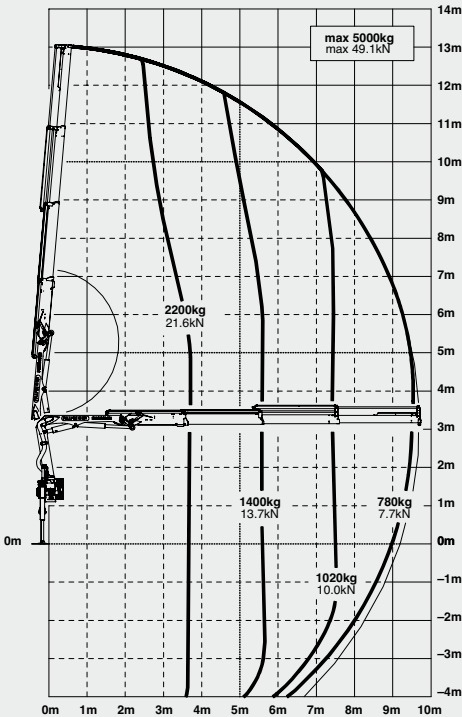 14m
max 5000kg
max 49.1kN
13m
12m
11m
10m
9m
8m
7m
2200kg
21.6kN
6m
5m
4m
3m
2m
1400kg
13.7kN
780kg
7.7kN
1m
0m
0m
1020kg
10.0kN
–1m
–2m
–3m
–4m
0m 1m 2m 3m 4m 5m 6m 7m 8m 9m 10m